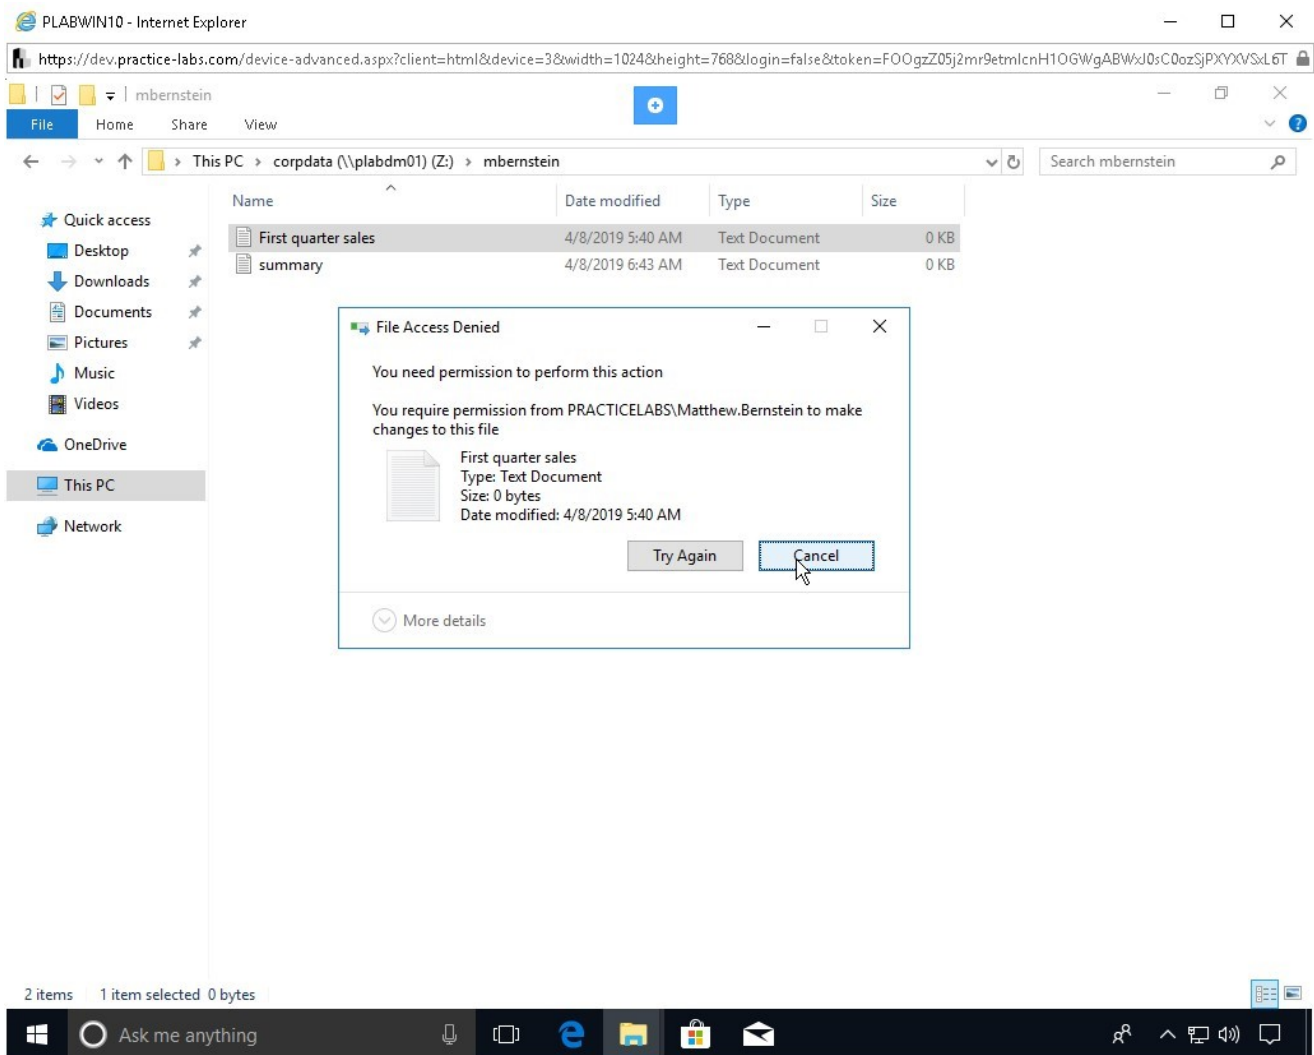 PLABWIN10 - Internet Explorer
https://dev.practice-labs.com/device-advanced.aspx?client=html&device=3&width=1024&height=768&login=false&token=
mbernstein
File Home Share View
This PC > corpdata (\\plabdm01) (Z:) > mbernstein
Search mbernstein
Name Date modified Type Size
Quick access
Desktop
Downloads
Documents
Pictures
Music
Videos
OneDrive
This PC
Network
First quarter sales 4/8/2019 5:40 AM Text Document 0 KB
summary 4/8/2019 6:43 AM Text Document 0 KB
File Access Denied
You need permission to perform this action
You require permission from PRACTICELABS\Matthew.Bernstein to make
changes to this file
First quarter sales
Type: Text Document
Size: 0 bytes
Date modified: 4/8/2019 5:40 AM
Try Again Cancel
More details
2 items 1 item selected 0 bytes
Ask me anything